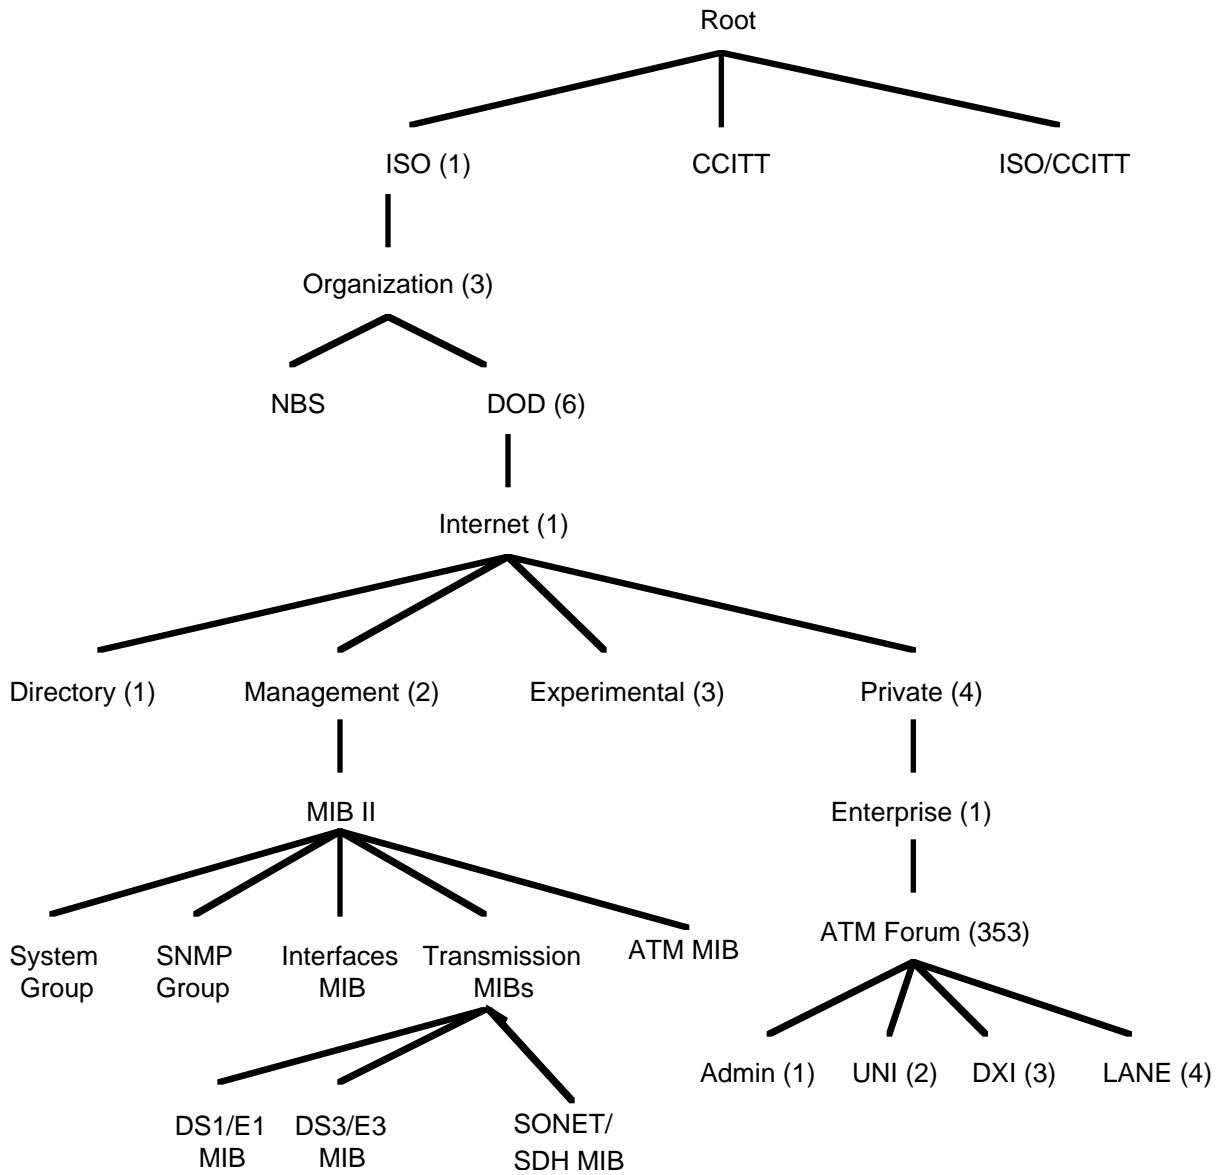 Root
ISO (1)
CCITT
ISO/CCITT
Organization (3)
NBS
DOD (6)
Internet (1)
Directory (1)
Management (2)
Experimental (3)
Private (4)
MIB II
Enterprise (1)
System
Group
SNMP
Group
Interfaces
MIB
Transmission
MIBs
ATM MIB
ATM Forum (353)
DS1/E1
MIB
DS3/E3
MIB
SONET/
SDH MIB
Admin (1)
UNI (2)
DXI (3)
LANE (4)